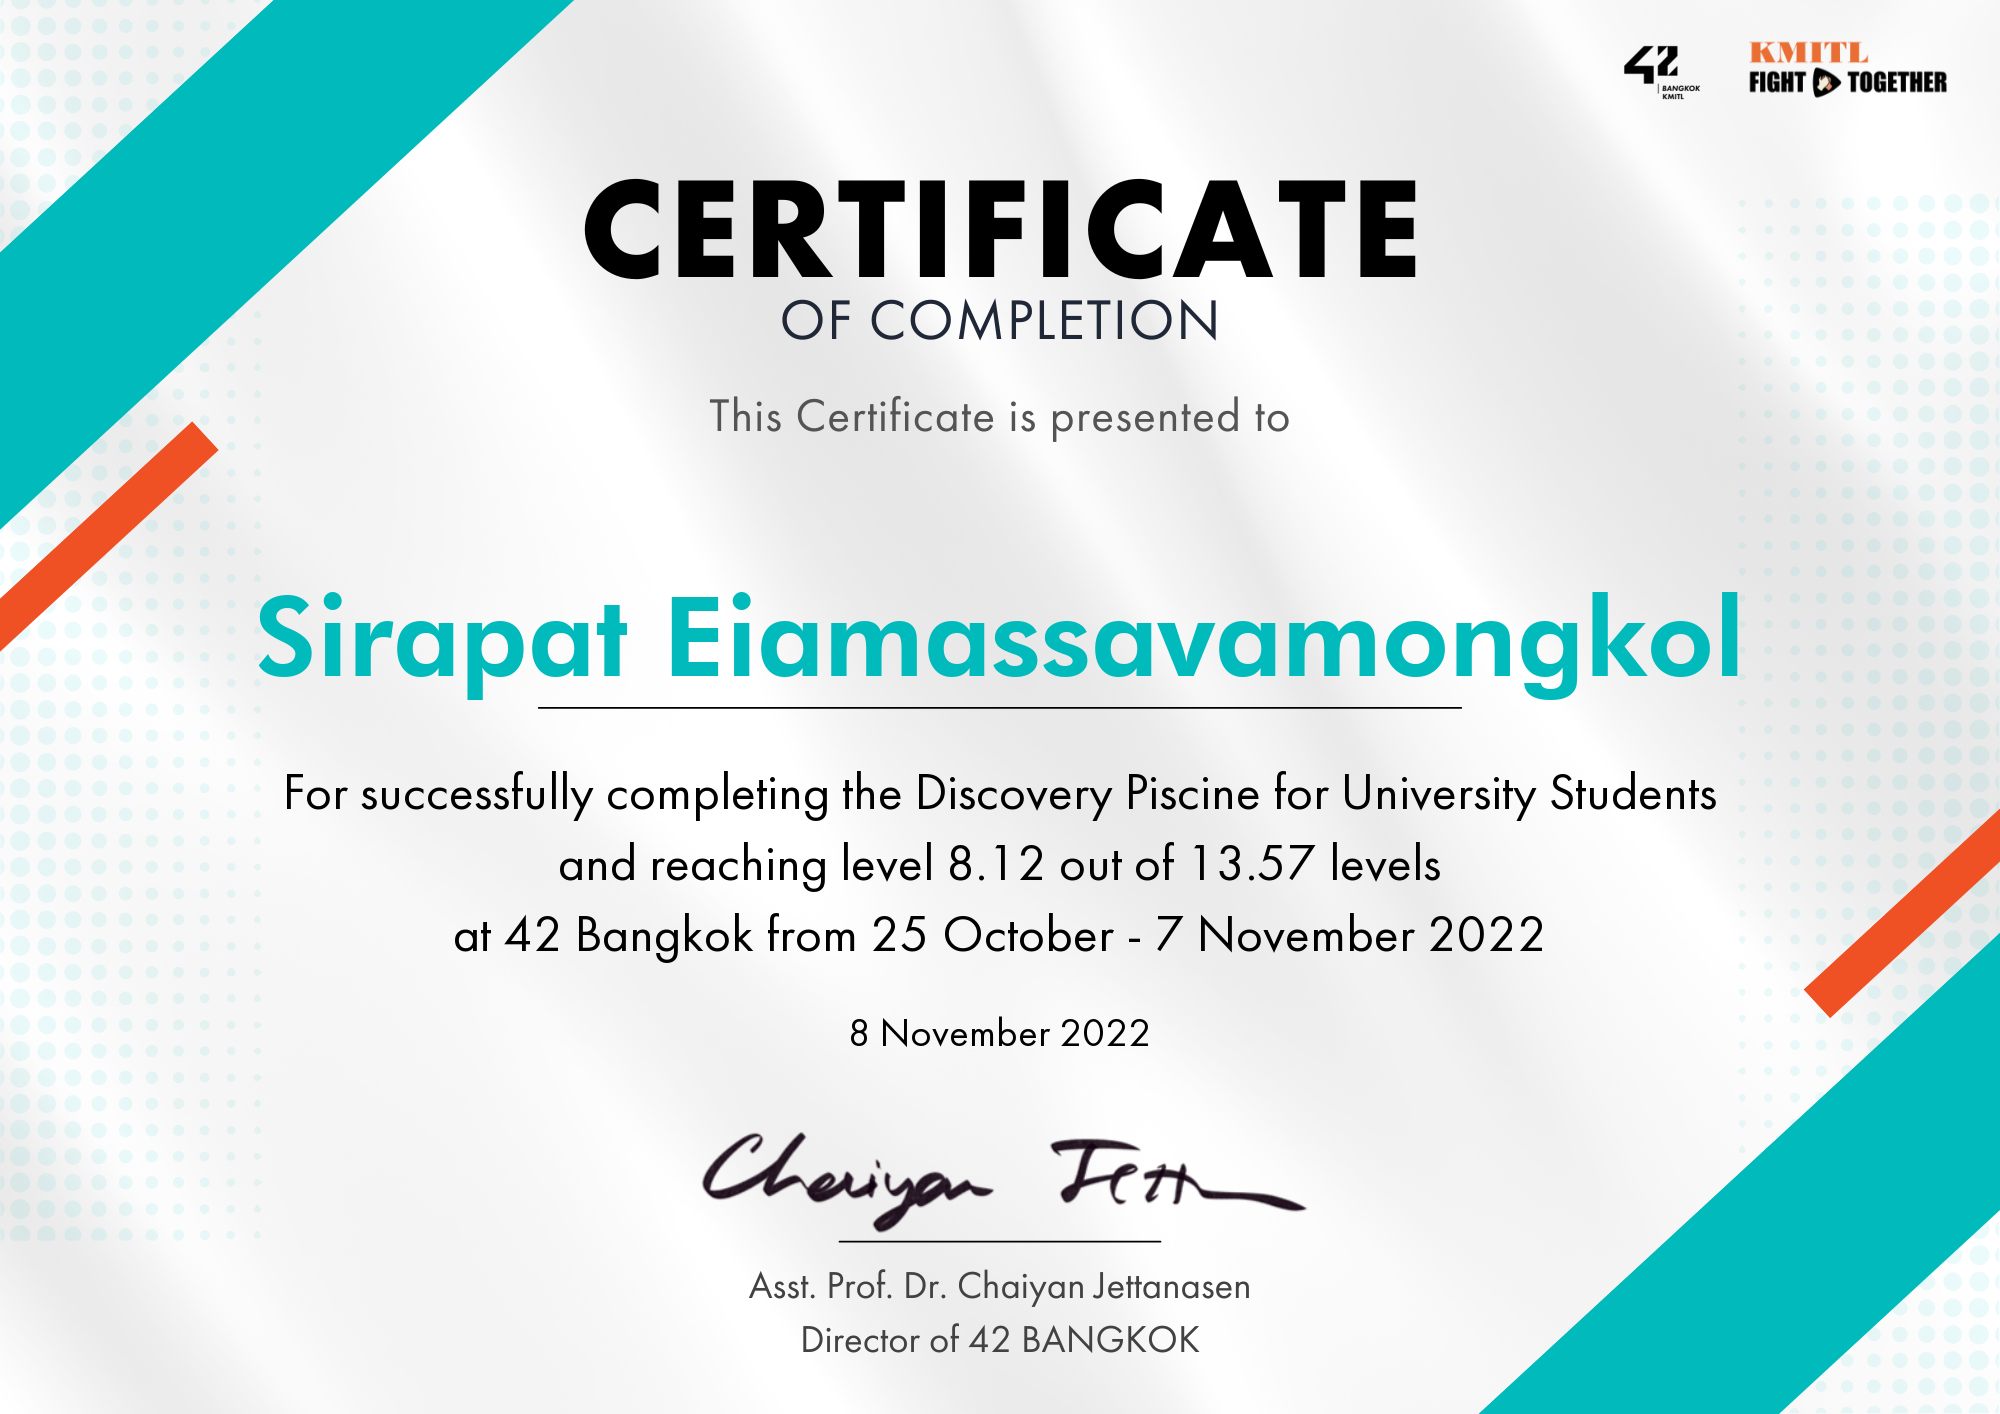 42
BANGKOK
KMITL
KMITL
FIGHT TOGETHER
CERTIFICATE
OF COMPLETION
This Certificate is presented to
Sirapat Eiamassavamongkol
For successfully completing the Discovery Piscine for University Students
and reaching level 8.12 out of 13.57 levels
at 42 Bangkok from 25 October - 7 November 2022
8 November 2022
Chaiyan Jett
Asst. Prof. Dr. Chaiyan Jettanasen
Director of 42 BANGKOK